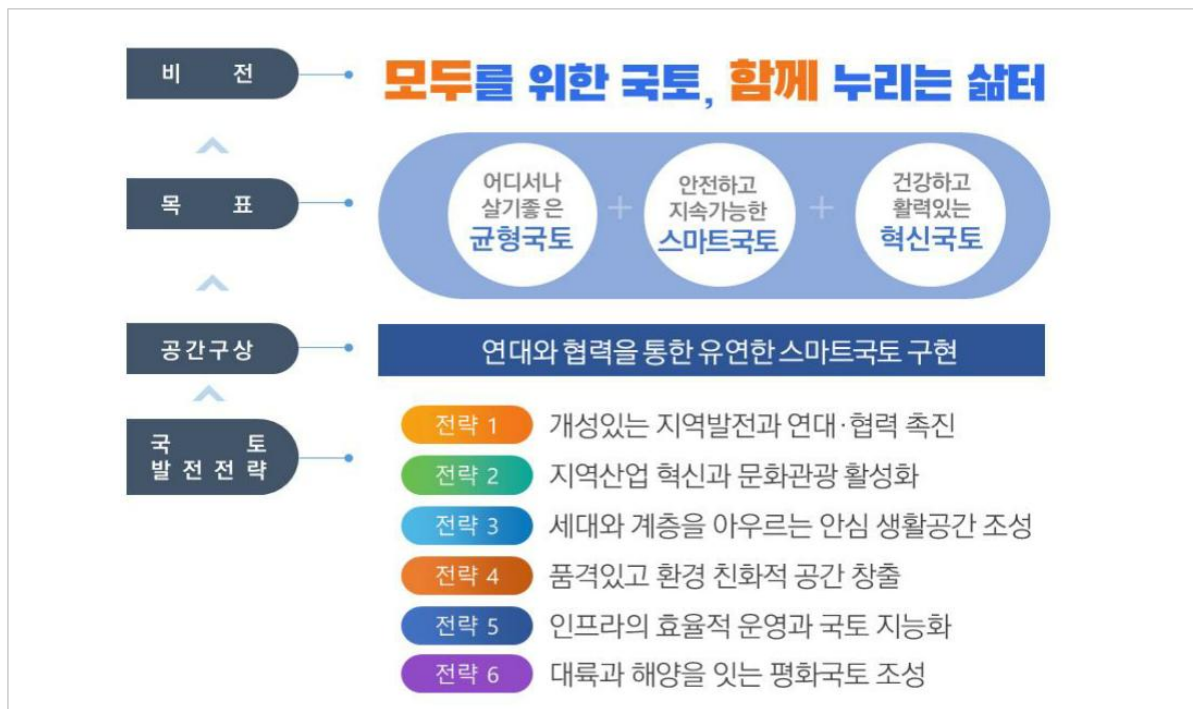 비 전
모두를 위한 국토, 함께 누리는 삶터
목 표
어디서나
살기좋은
균형국토
+
안전하고
지속가능한
스마트국토
+
건강하고
활력있는
혁신국토
공간구상
연대와 협력을 통한 유연한 스마트국토 구현
국 토
발전전략
전략 1 개성있는 지역발전과 연대·협력 촉진
전략 2 지역산업 혁신과 문화관광 활성화
전략 3 세대와 계층을 아우르는 안심 생활공간 조성
전략 4 품격있고 환경 친화적 공간 창출
전략 5 인프라의 효율적 운영과 국토 지능화
전략 6 대륙과 해양을 잇는 평화국토 조성